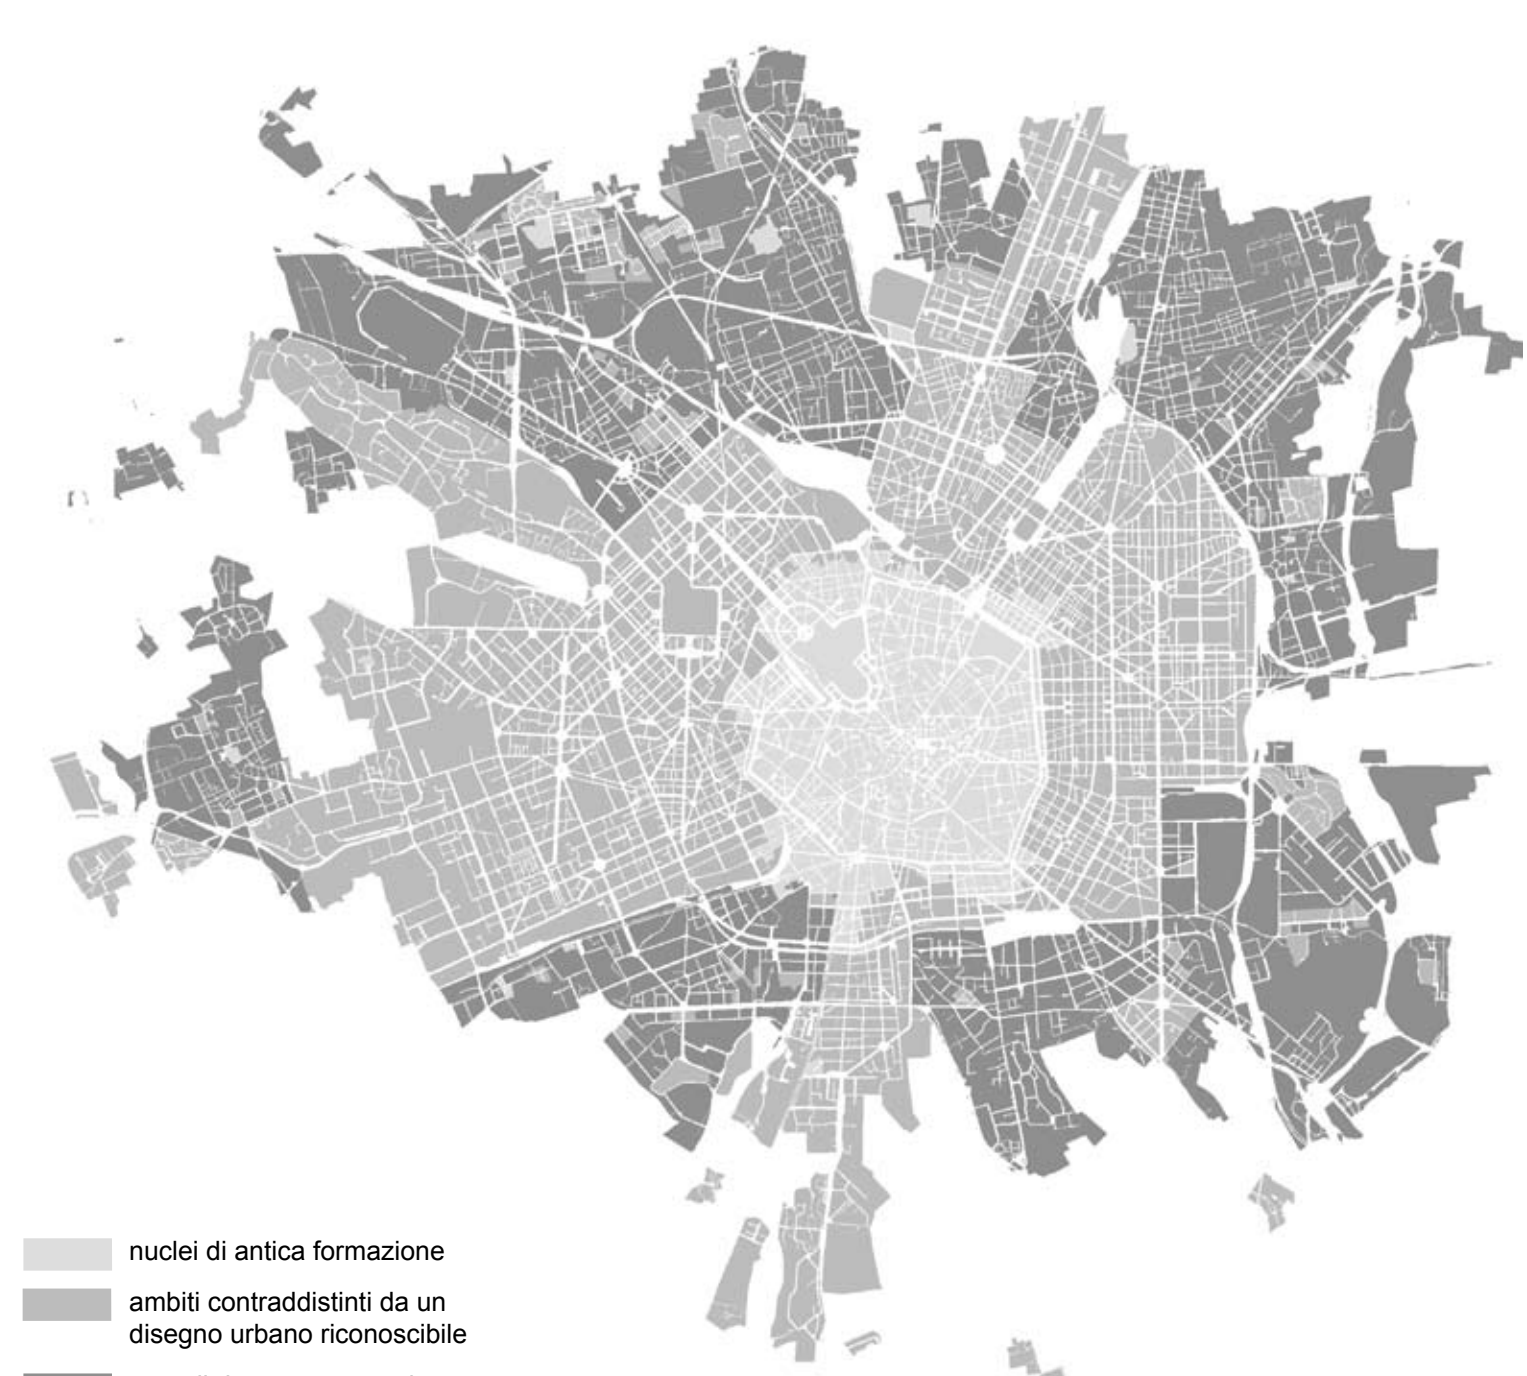 nuclei di antica formazione
ambiti contraddistinti da un
disegno urbano riconoscibile